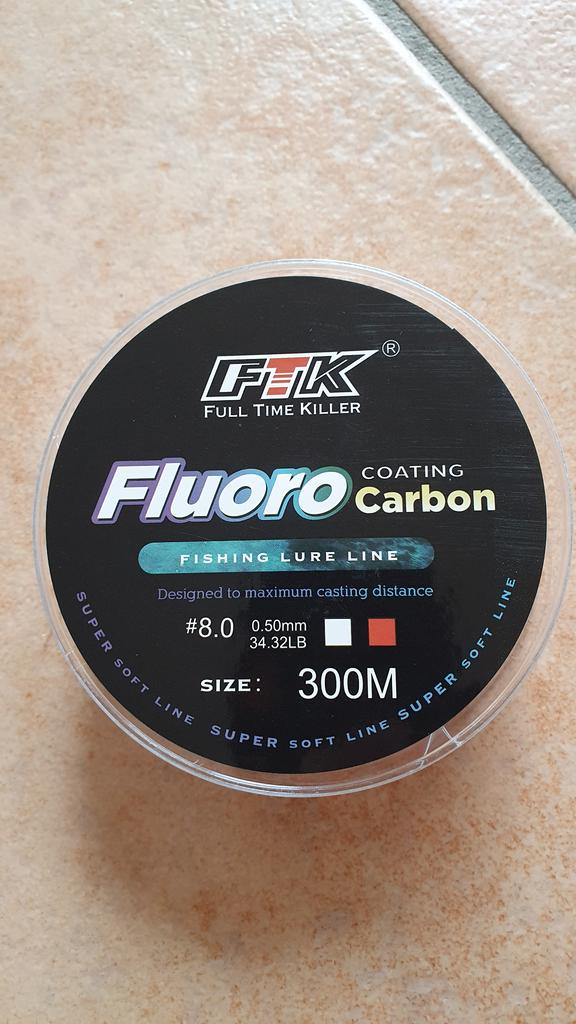 FTK ®
FULL TIME KILLER
Fluoro COATING
Carbon
FISHING LURE LINE
Designed to maximum casting distance
#8.0 0.50mm
34.32LB
SIZE: 300M
SUPER SOFT LINE SUPER SOFT LINE SUPER SOFT LINE